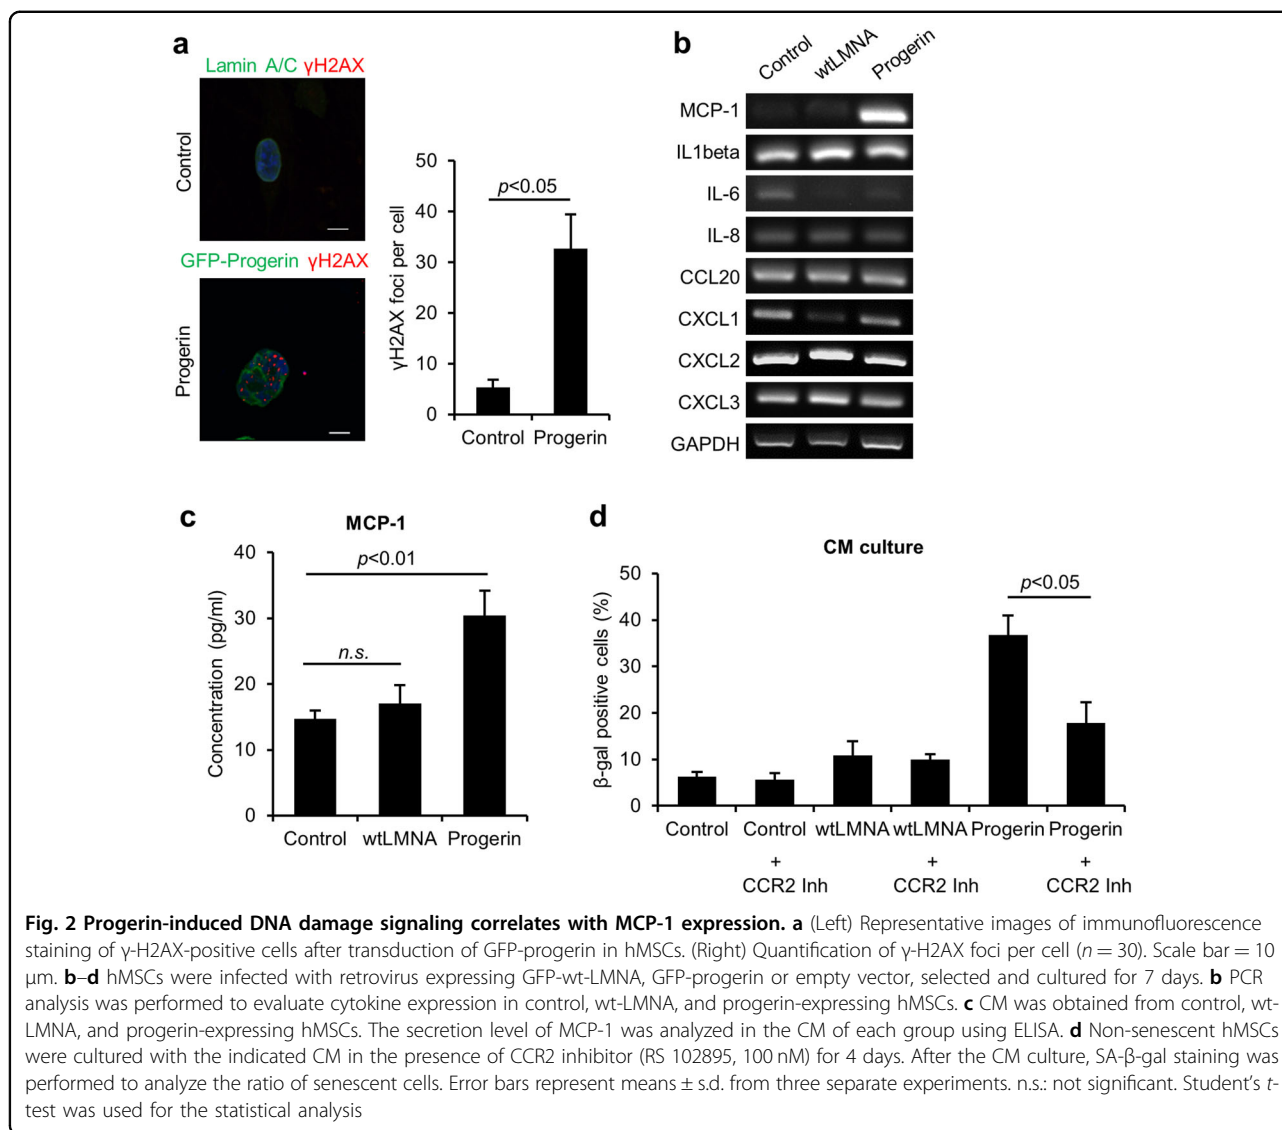 a
Lamin A/C γH2AX
Control
GFP-Progerin γH2AX
Progerin
γH2AX foci per cell
50
40
30
20
10
0
p<0.05
Control Progerin
b
Control wtLMNA Progerin
MCP-1
IL1beta
IL-6
IL-8
CCL20
CXCL1
CXCL2
CXCL3
GAPDH
c
MCP-1
Concentration (pg/ml)
40
30
20
10
0
p<0.01
n.s.
Control wtLMNA Progerin
d
CM culture
β-gal positive cells (%)
50
40
30
20
10
0
p<0.05
Control Control wtLMNA wtLMNA Progerin Progerin
+ + +
CCR2 Inh CCR2 Inh CCR2 Inh
Fig. 2 Progerin-induced DNA damage signaling correlates with MCP-1 expression. a (Left) Representative images of immunofluorescence
staining of γ-H2AX-positive cells after transduction of GFP-progerin in hMSCs. (Right) Quantification of γ-H2AX foci per cell (n = 30). Scale bar = 10
μm. b–d hMSCs were infected with retrovirus expressing GFP-wt-LMNA, GFP-progerin or empty vector, selected and cultured for 7 days. b PCR
analysis was performed to evaluate cytokine expression in control, wt-LMNA, and progerin-expressing hMSCs. c CM was obtained from control, wt-
LMNA, and progerin-expressing hMSCs. The secretion level of MCP-1 was analyzed in the CM of each group using ELISA. d Non-senescent hMSCs
were cultured with the indicated CM in the presence of CCR2 inhibitor (RS 102895, 100 nM) for 4 days. After the CM culture, SA-β-gal staining was
performed to analyze the ratio of senescent cells. Error bars represent means ± s.d. from three separate experiments. n.s.: not significant. Student's t-
test was used for the statistical analysis